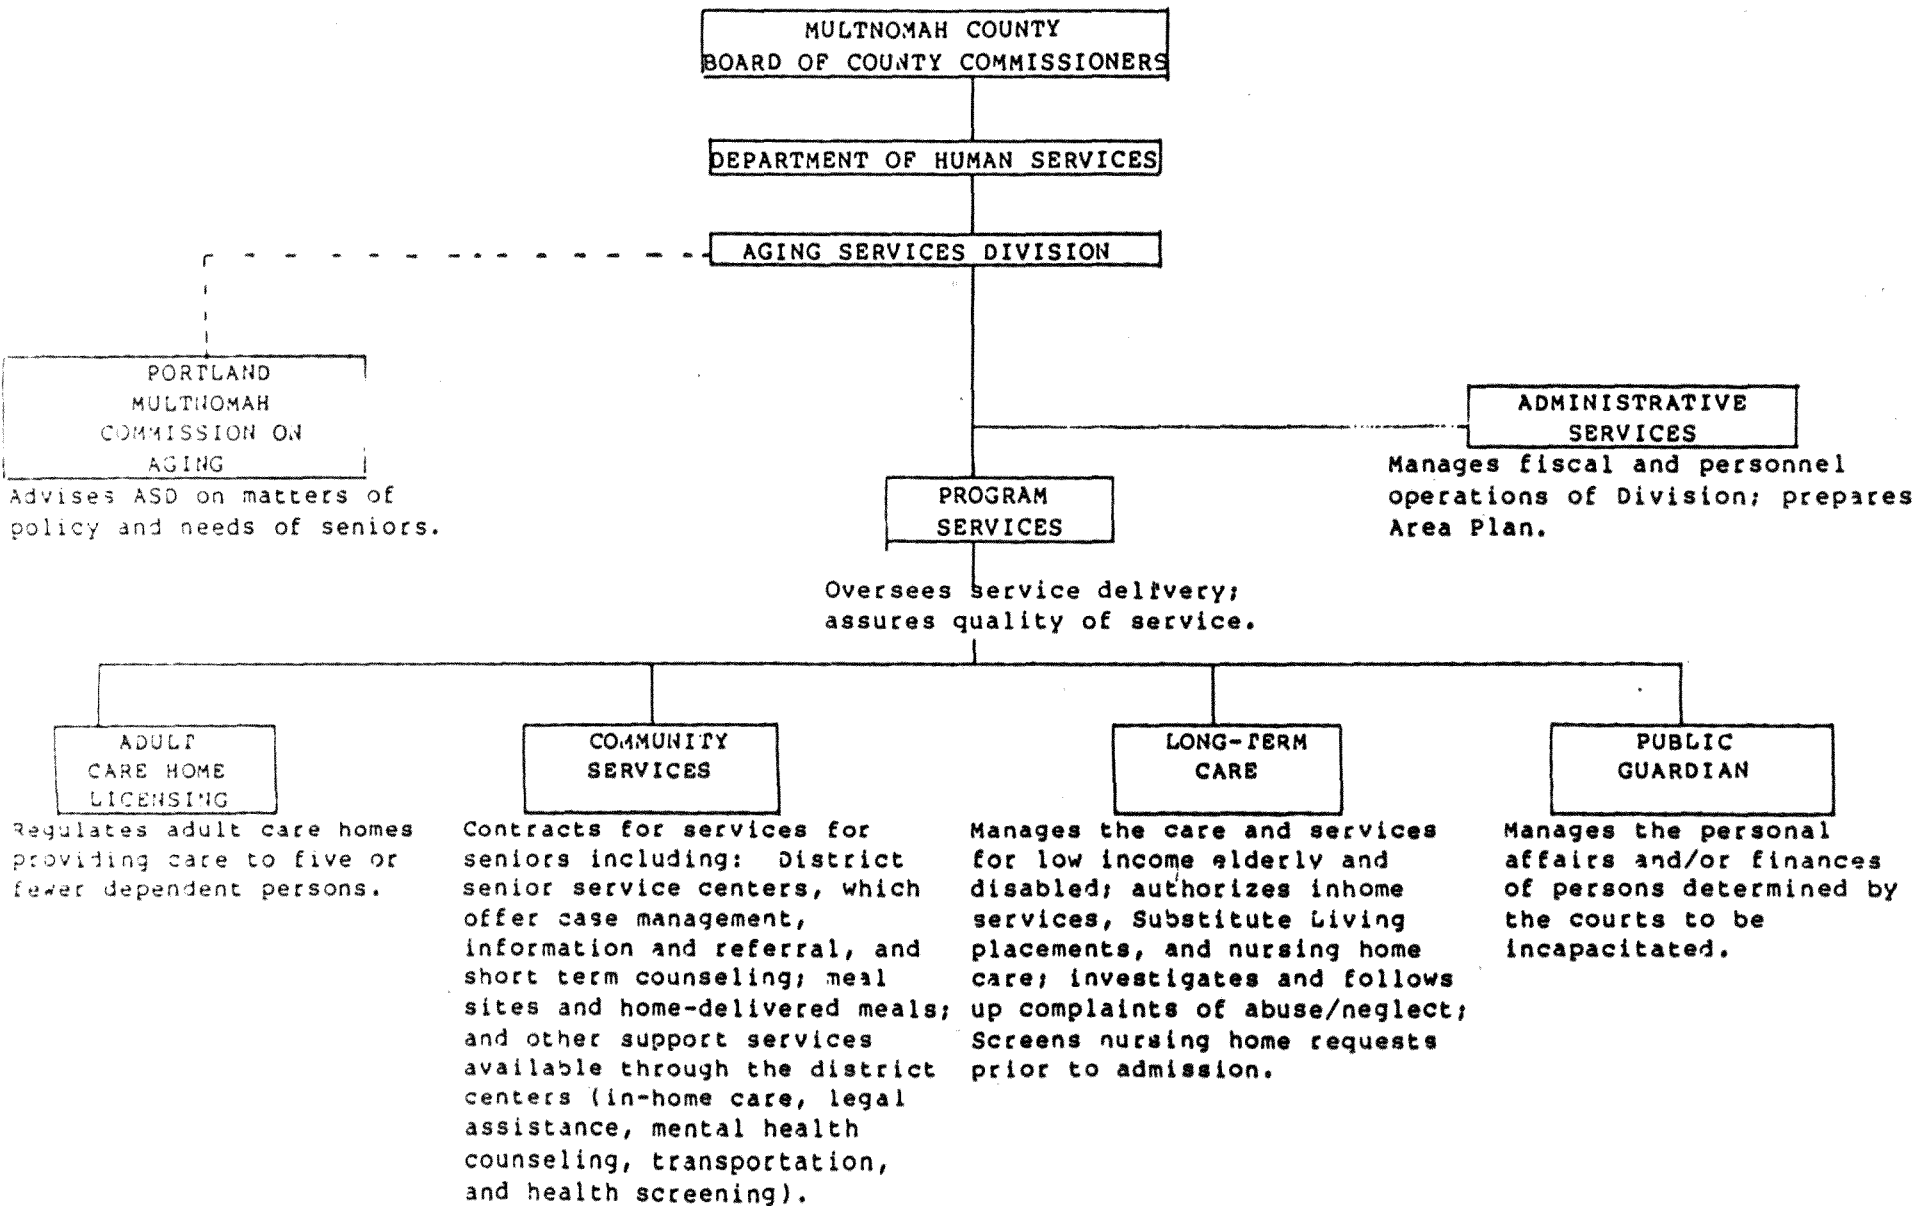 MULTNOMAH COUNTY
BOARD OF COUNTY COMMISSIONERS
DEPARTMENT OF HUMAN SERVICES
AGING SERVICES DIVISION
PORTLAND
MULTNOMAH
COMMISSION ON
AGING
Advises ASD on matters of
policy and needs of seniors.
ADMINISTRATIVE
SERVICES
Manages fiscal and personnel
operations of Division; prepares
Area Plan.
PROGRAM
SERVICES
Oversees service delivery;
assures quality of service.
ADULT
CARE HOME
LICENSING
Regulates adult care homes
providing care to five or
fewer dependent persons.
COMMUNITY
SERVICES
Contracts for services for
seniors including: District
senior service centers, which
offer case management,
information and referral, and
short term counseling; meal
sites and home-delivered meals;
and other support services
available through the district
centers (in-home care, legal
assistance, mental health
counseling, transportation,
and health screening).
LONG-TERM
CARE
Manages the care and services
for low income elderly and
disabled; authorizes inhome
services, Substitute Living
placements, and nursing home
care; investigates and follows
up complaints of abuse/neglect;
Screens nursing home requests
prior to admission.
PUBLIC
GUARDIAN
Manages the personal
affairs and/or finances
of persons determined by
the courts to be
incapacitated.